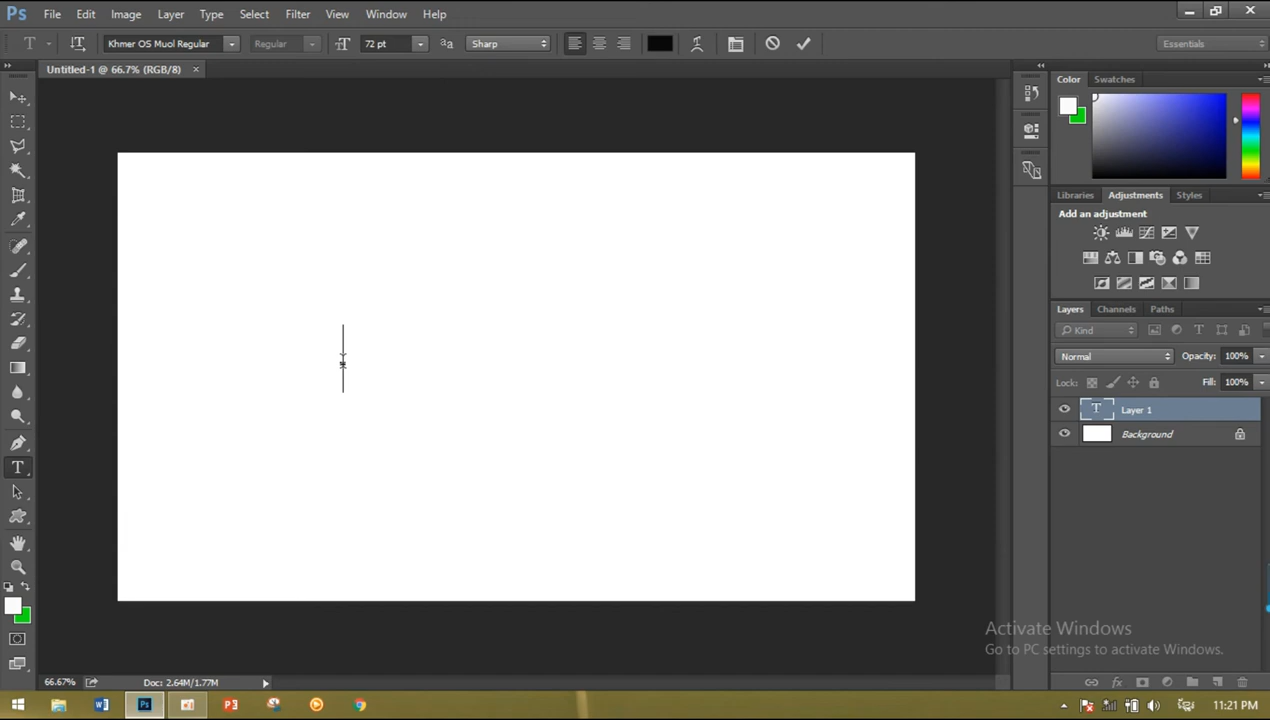 Ps File Edit Image Layer Type Select Filter View Window Help
T Khmer OS Muol Regular Regular 72 pt aa Sharp Essentials
Untitled-1 @ 66.7% (RGB/8)
Color Swatches
Libraries Adjustments Styles
Add an adjustment
Layers Channels Paths
Kind
Normal Opacity: 100%
Lock: Fill: 100%
T Layer 1
Background
Activate Windows
Go to PC settings to activate Windows.
66.67% Doc: 2.64M/1.77M
11:21 PM